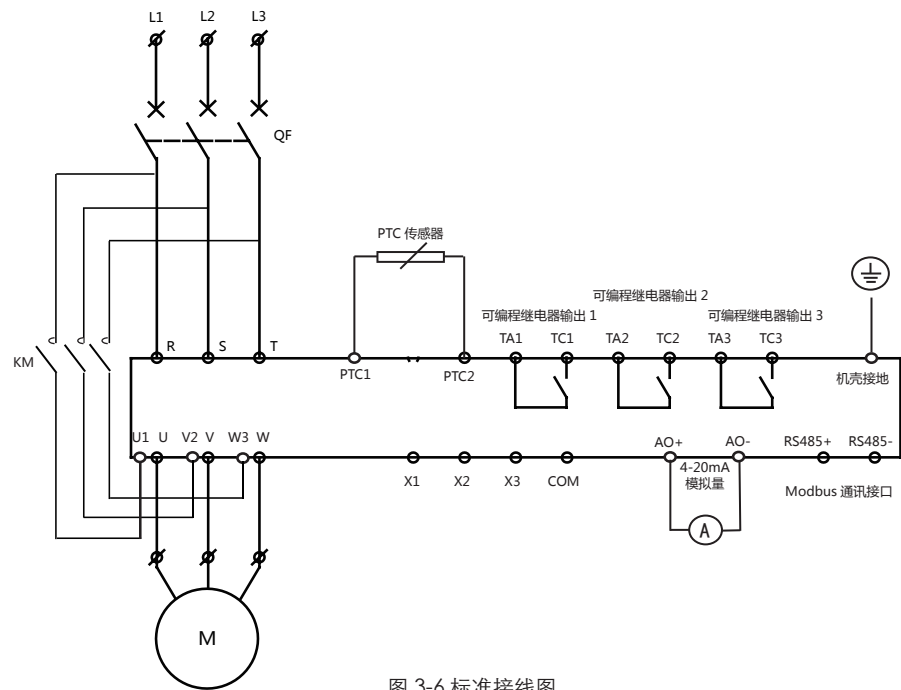 L1 L2 L3
QF
PTC 传感器
可编程继电器输出 2
可编程继电器输出 1 可编程继电器输出 3
TA1 TC1 TA2 TC2 TA3 TC3
R S T
KM
PTC1 PTC2 机壳接地
U1 U V2 V W3 W AO+ AO- RS485+ RS485-
4-20mA
X1 X2 X3 COM 模拟量 Modbus 通讯接口
A
M
图 3-6 标准接线图